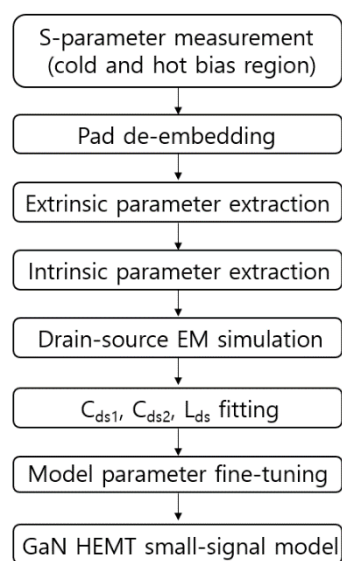 S-parameter measurement
(cold and hot bias region)
Pad de-embedding
Extrinsic parameter extraction
Intrinsic parameter extraction
Drain-source EM simulation
Cds1, Cds2, Lds fitting
Model parameter fine-tuning
GaN HEMT small-signal model